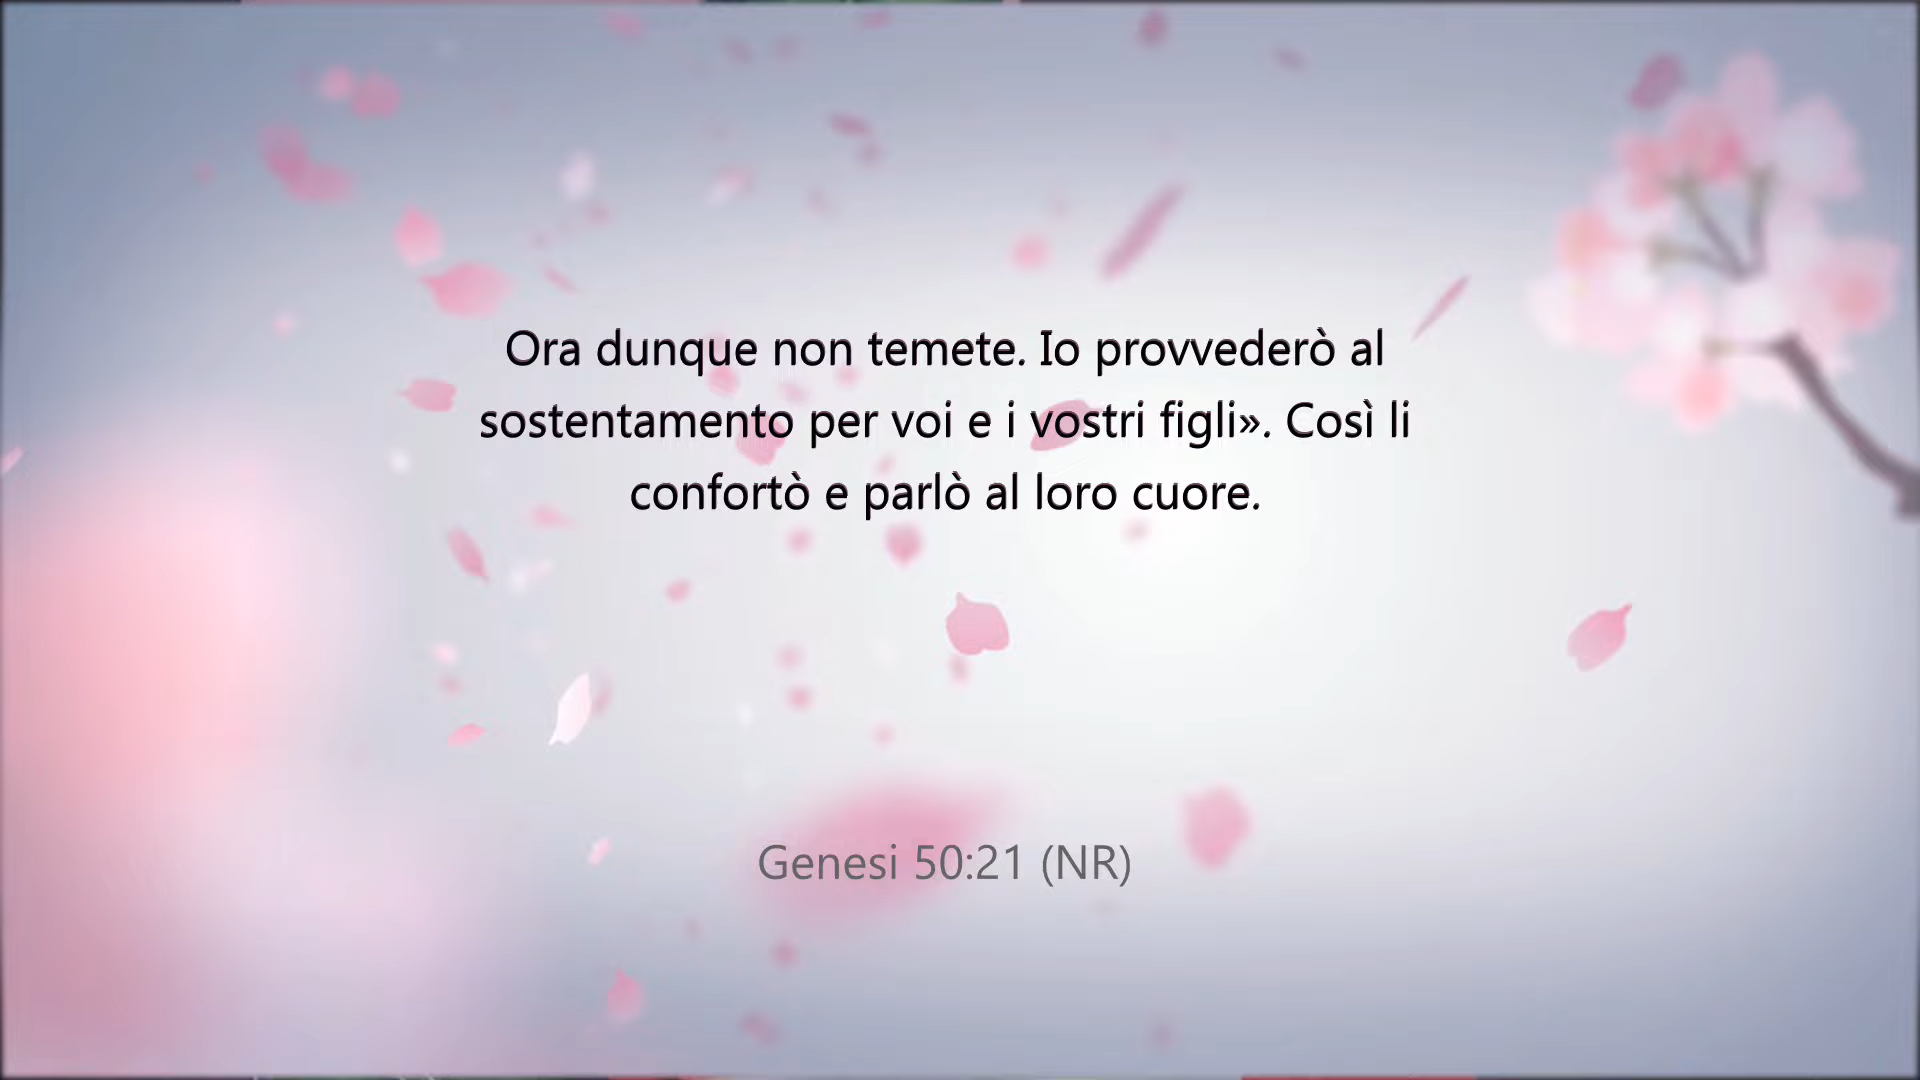 Ora dunque non temete. Io provvederò al
sostentamento per voi e i vostri figli». Così li
confortò e parlò al loro cuore.
Genesi 50:21 (NR)